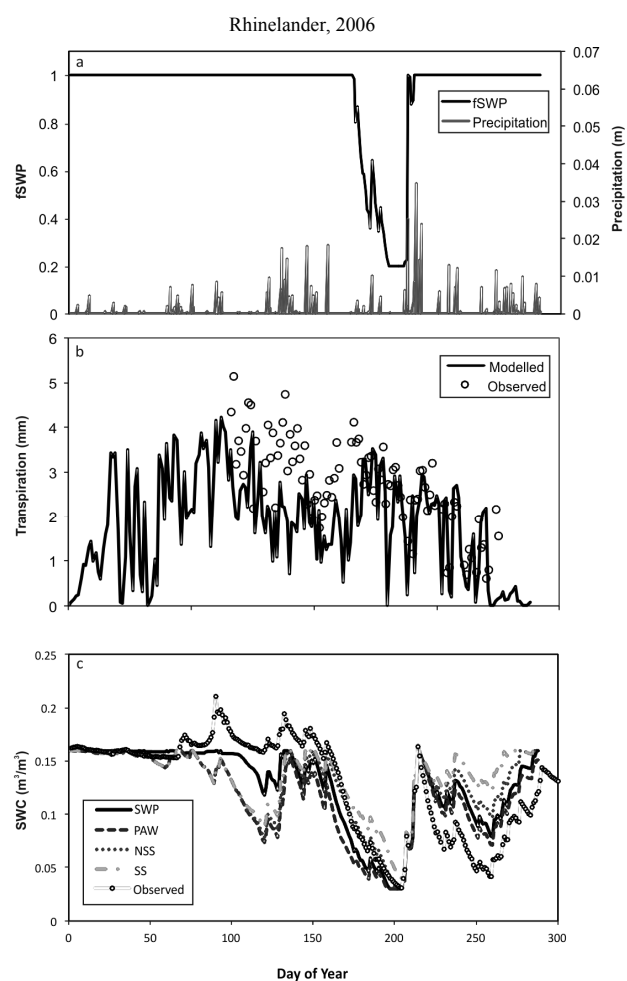 Rhinelander, 2006
a
fSWP
1
0.8
0.6
0.4
0.2
0
fSWP
Precipitation
0.07
0.06
0.05
0.04
0.03
0.02
0.01
0
Precipitation (m)
b
Transpiration (mm)
6
5
4
3
2
1
0
Modelled
Observed
c
SWC (m³/m³)
0.25
0.2
0.15
0.1
0.05
0
SWP
PAW
NSS
SS
Observed
0 50 100 150 200 250 300
Day of Year